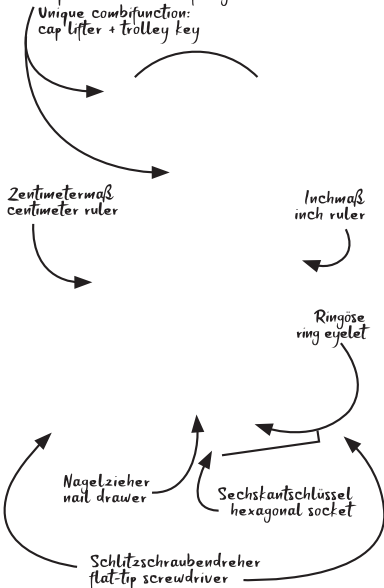 Unique combifunction:
cap lifter + trolley key
Zentimetermaß
centimeter ruler
Inchmaß
inch ruler
Ringöse
ring eyelet
Nagelzieher
nail drawer
Sechskantschlüssel
hexagonal socket
Schlitzschraubendreher
flat-tip screwdriver